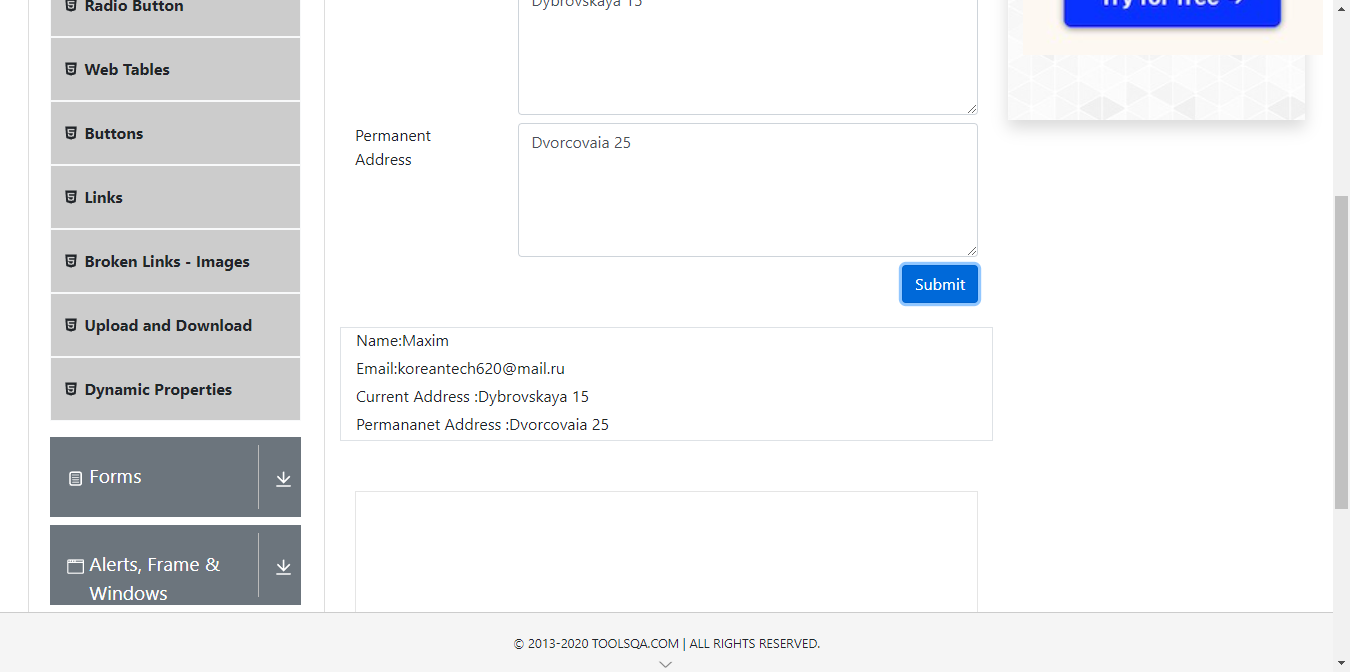 Radio Button
Web Tables
Buttons
Links
Broken Links - Images
Upload and Download
Dynamic Properties
Forms
Alerts, Frame &
Windows
Dybrovskaya 15
Permanent
Address
Dvorcovaia 25
Submit
Name:Maxim
Email:koreantech620@mail.ru
Current Address :Dybrovskaya 15
Permananet Address :Dvorcovaia 25
Try for free →
© 2013-2020 TOOLSQA.COM | ALL RIGHTS RESERVED.